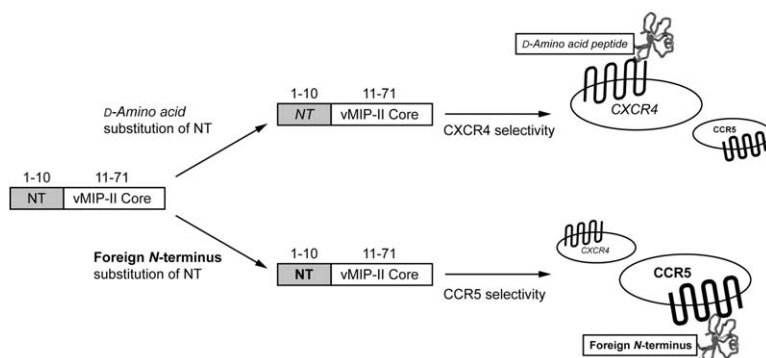 D-Amino acid peptide
1-10 11-71
D-Amino acid
substitution of NT
NT vMIP-II Core
CXCR4 selectivity
CXCR4
CCR5
1-10 11-71
NT vMIP-II Core
Foreign N-terminus
substitution of NT
1-10 11-71
NT vMIP-II Core
CCR5 selectivity
CXCR4
CCR5
Foreign N-terminus